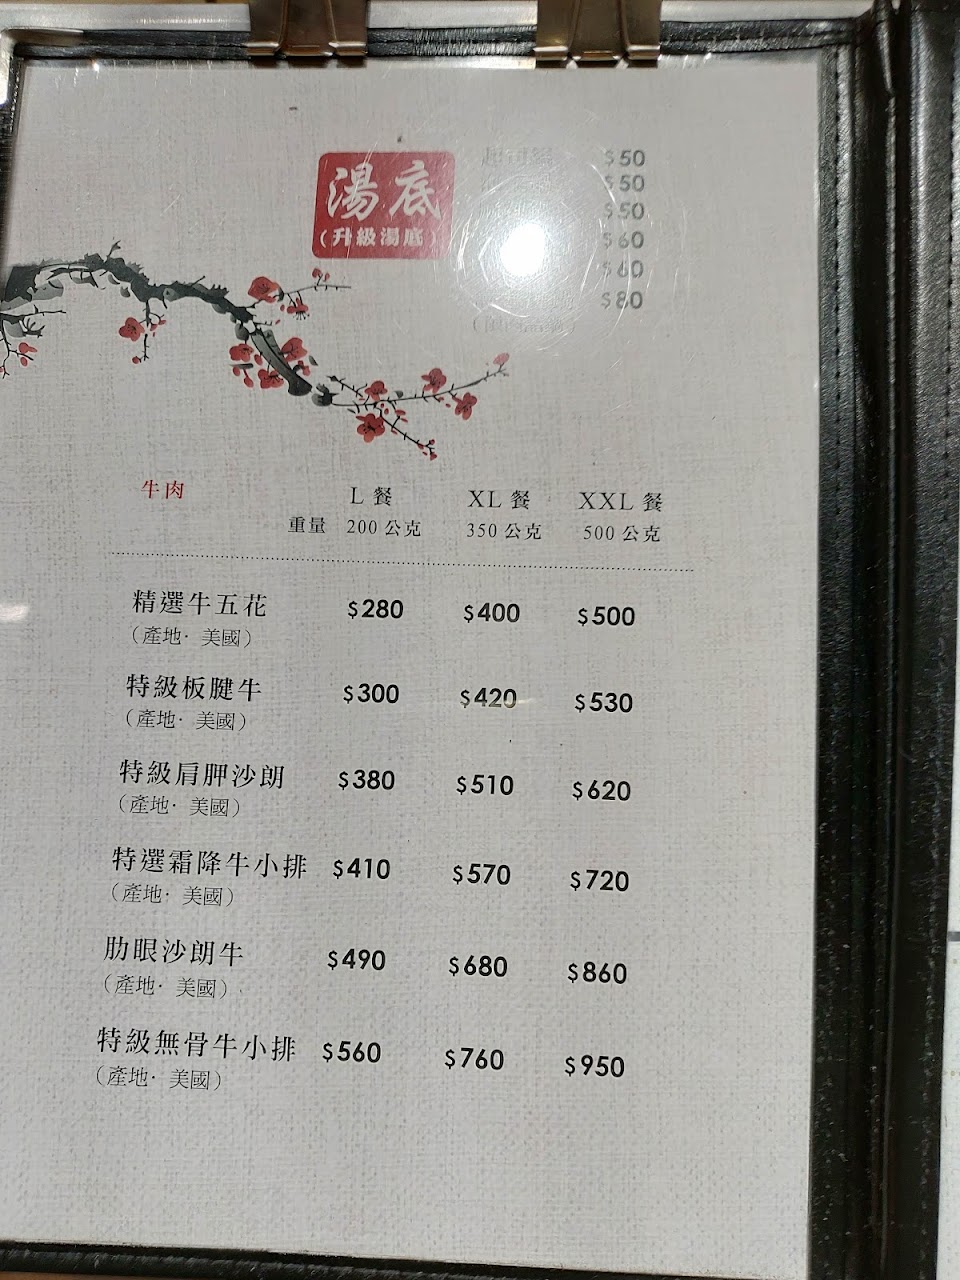 湯底
(升級湯底)
$50
$50
$50
$60
$60
$80
牛肉 L 餐 XL 餐 XXL 餐
重量 200 公克 350 公克 500 公克
精選牛五花 $280 $400 $500
(產地· 美國)
特級板腱牛 $300 $420 $530
(產地· 美國)
特級肩胛沙朗 $380 $510 $620
(產地· 美國)
特選霜降牛小排 $410 $570 $720
(產地· 美國)
肋眼沙朗牛 $490 $680 $860
(產地· 美國)
特級無骨牛小排 $560 $760 $950
(產地· 美國)